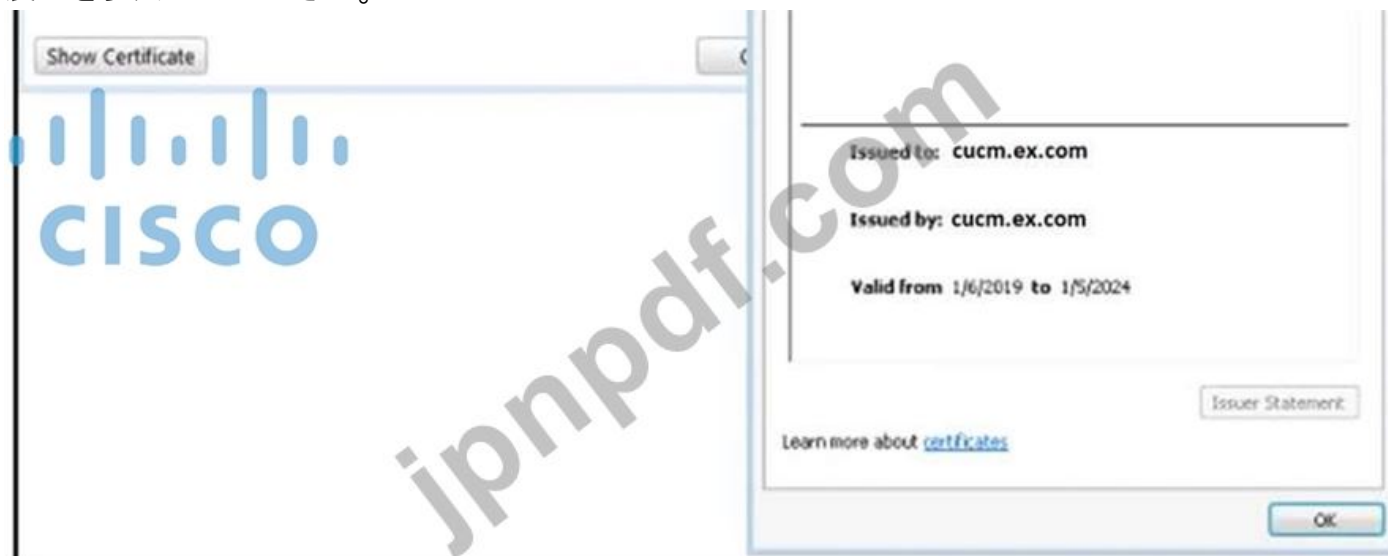 Show Certificate
CISCO
Issued to: cucm.ex.com
Issued by: cucm.ex.com
Valid from 1/6/2019 to 1/5/2024
Issuer Statement
Learn more about certificates
OK
jpnpdf.com